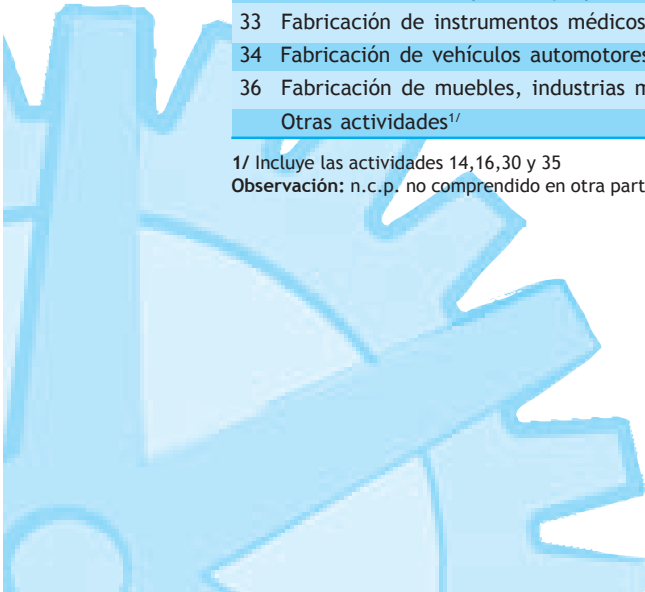 33 Fabricación de instrumentos médicos
34 Fabricación de vehículos automotores
36 Fabricación de muebles, industrias m
Otras actividades1/
1/ Incluye las actividades 14,16,30 y 35
Observación: n.c.p. no comprendido en otra part